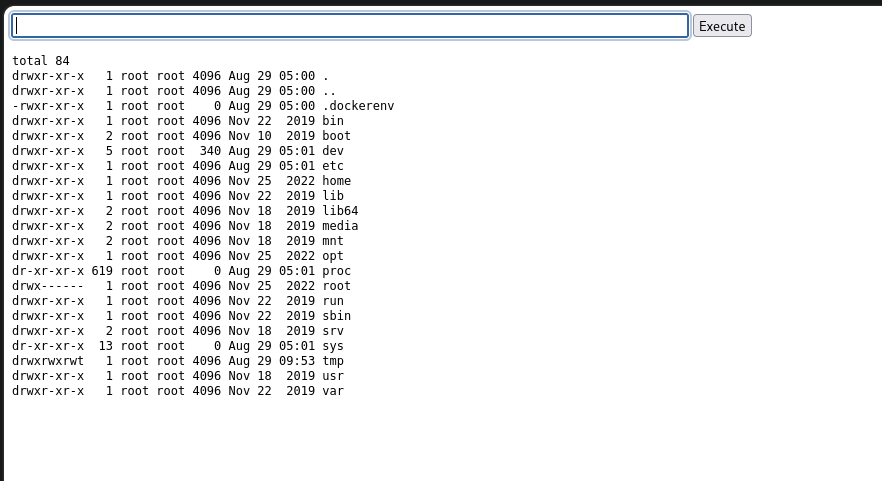 Execute
total 84
drwxr-xr-x   1 root root 4096 Aug 29 05:00 .
drwxr-xr-x   1 root root 4096 Aug 29 05:00 ..
-rwxr-xr-x   1 root root    0 Aug 29 05:00 .dockerenv
drwxr-xr-x   1 root root 4096 Nov 22  2019 bin
drwxr-xr-x   2 root root 4096 Nov 10  2019 boot
drwxr-xr-x   5 root root  340 Aug 29 05:01 dev
drwxr-xr-x   1 root root 4096 Aug 29 05:01 etc
drwxr-xr-x   1 root root 4096 Nov 25  2022 home
drwxr-xr-x   1 root root 4096 Nov 22  2019 lib
drwxr-xr-x   2 root root 4096 Nov 18  2019 lib64
drwxr-xr-x   2 root root 4096 Nov 18  2019 media
drwxr-xr-x   2 root root 4096 Nov 18  2019 mnt
drwxr-xr-x   1 root root 4096 Nov 25  2022 opt
dr-xr-xr-x 619 root root    0 Aug 29 05:01 proc
drwx------   1 root root 4096 Nov 25  2022 root
drwxr-xr-x   1 root root 4096 Nov 22  2019 run
drwxr-xr-x   1 root root 4096 Nov 22  2019 sbin
drwxr-xr-x   2 root root 4096 Nov 18  2019 srv
dr-xr-xr-x  13 root root    0 Aug 29 05:01 sys
drwxrwxrwt   1 root root 4096 Aug 29 09:53 tmp
drwxr-xr-x   1 root root 4096 Nov 18  2019 usr
drwxr-xr-x   1 root root 4096 Nov 22  2019 var